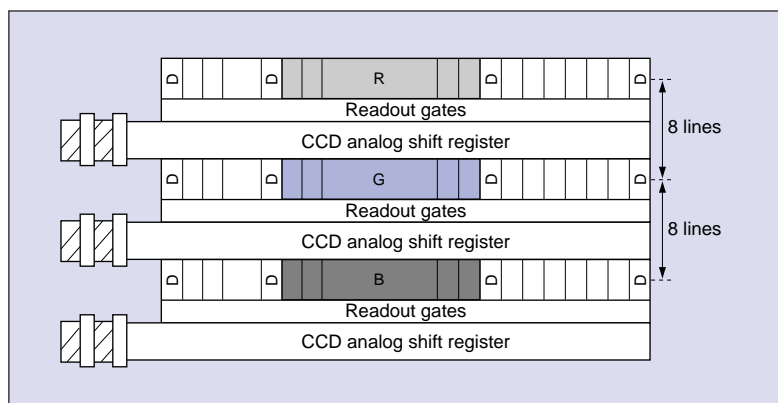 D D R D D
Readout gates
CCD analog shift register
8 lines
D D G D D
Readout gates
CCD analog shift register
8 lines
D D B D D
Readout gates
CCD analog shift register